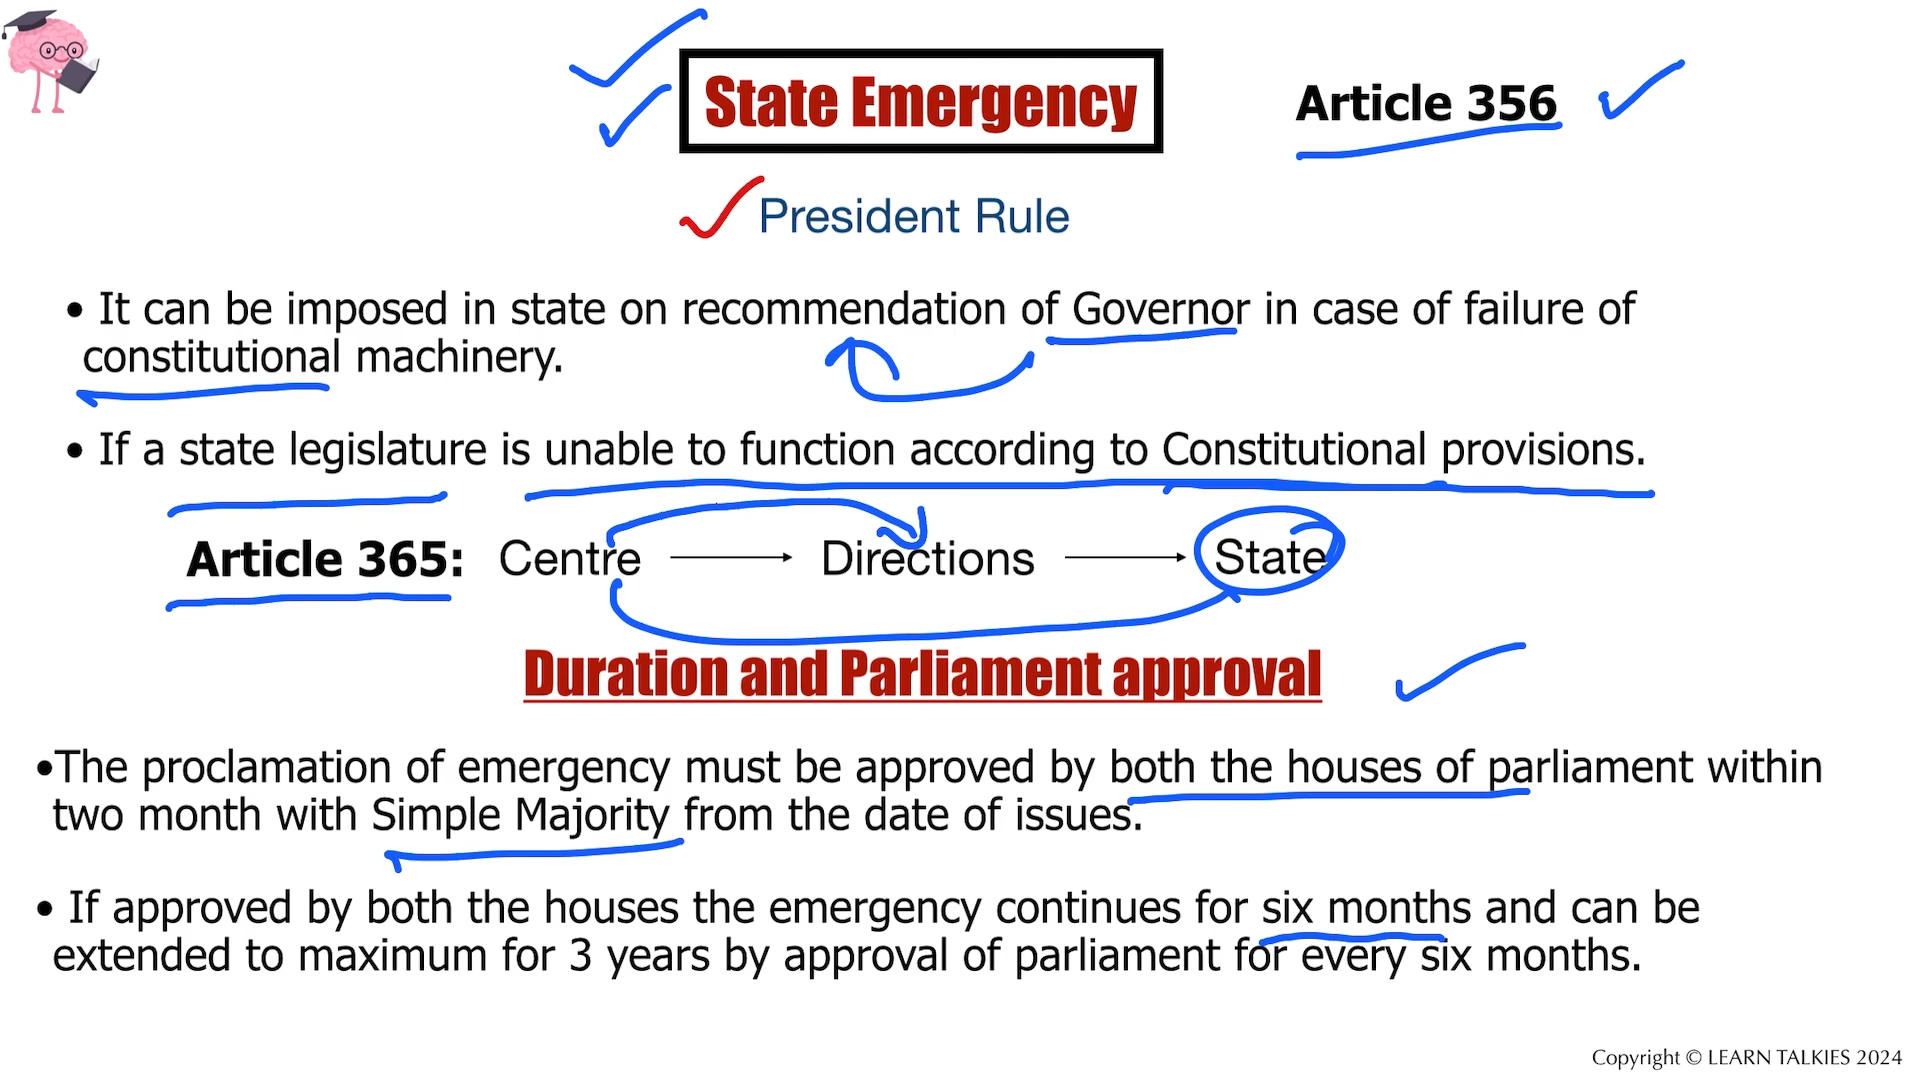 State Emergency
Article 356
President Rule
• It can be imposed in state on recommendation of Governor in case of failure of
constitutional machinery.
• If a state legislature is unable to function according to Constitutional provisions.
Article 365: Centre → Directions → State
Duration and Parliament approval
•The proclamation of emergency must be approved by both the houses of parliament within
two month with Simple Majority from the date of issues.
• If approved by both the houses the emergency continues for six months and can be
extended to maximum for 3 years by approval of parliament for every six months.
Copyright © LEARN TALKIES 2024